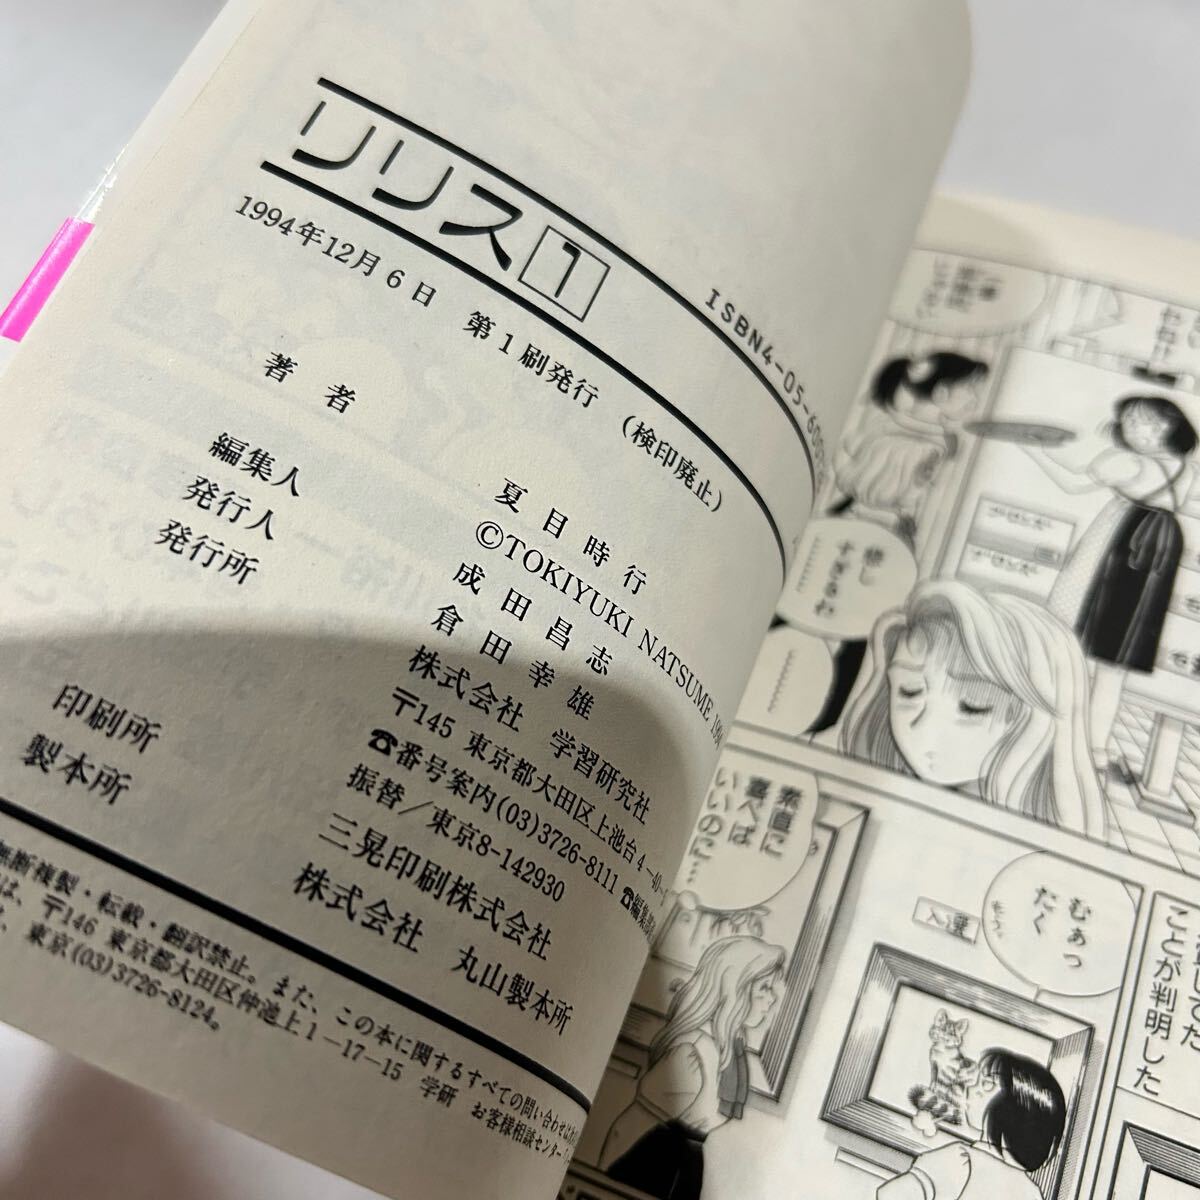 リリス 1
ISBN4-05-6005
1994年12月6日 第1刷発行 (検印廃止)
著者 夏目時行
©TOKIYUKI NATSUME 1994
編集人 成田昌志
発行人 倉田幸雄
発行所 株式会社 学習研究社
〒145 東京都大田区上池台4-40-
☎番号案内(03)3726-8111 ☎編集
振替/東京8-142930
印刷所 三晃印刷株式会社
製本所 株式会社 丸山製本所
無断複製・転載・翻訳禁止。また、この本に関するすべての問い合わせは
は、〒146 東京都大田区仲池上1-17-15 学研 お客様相談センター
東京(03)3726-8124。
怪し
すぎるわ
素直に
喜べば
いいのに…
むぁっ
たく
入選
ことが判明した